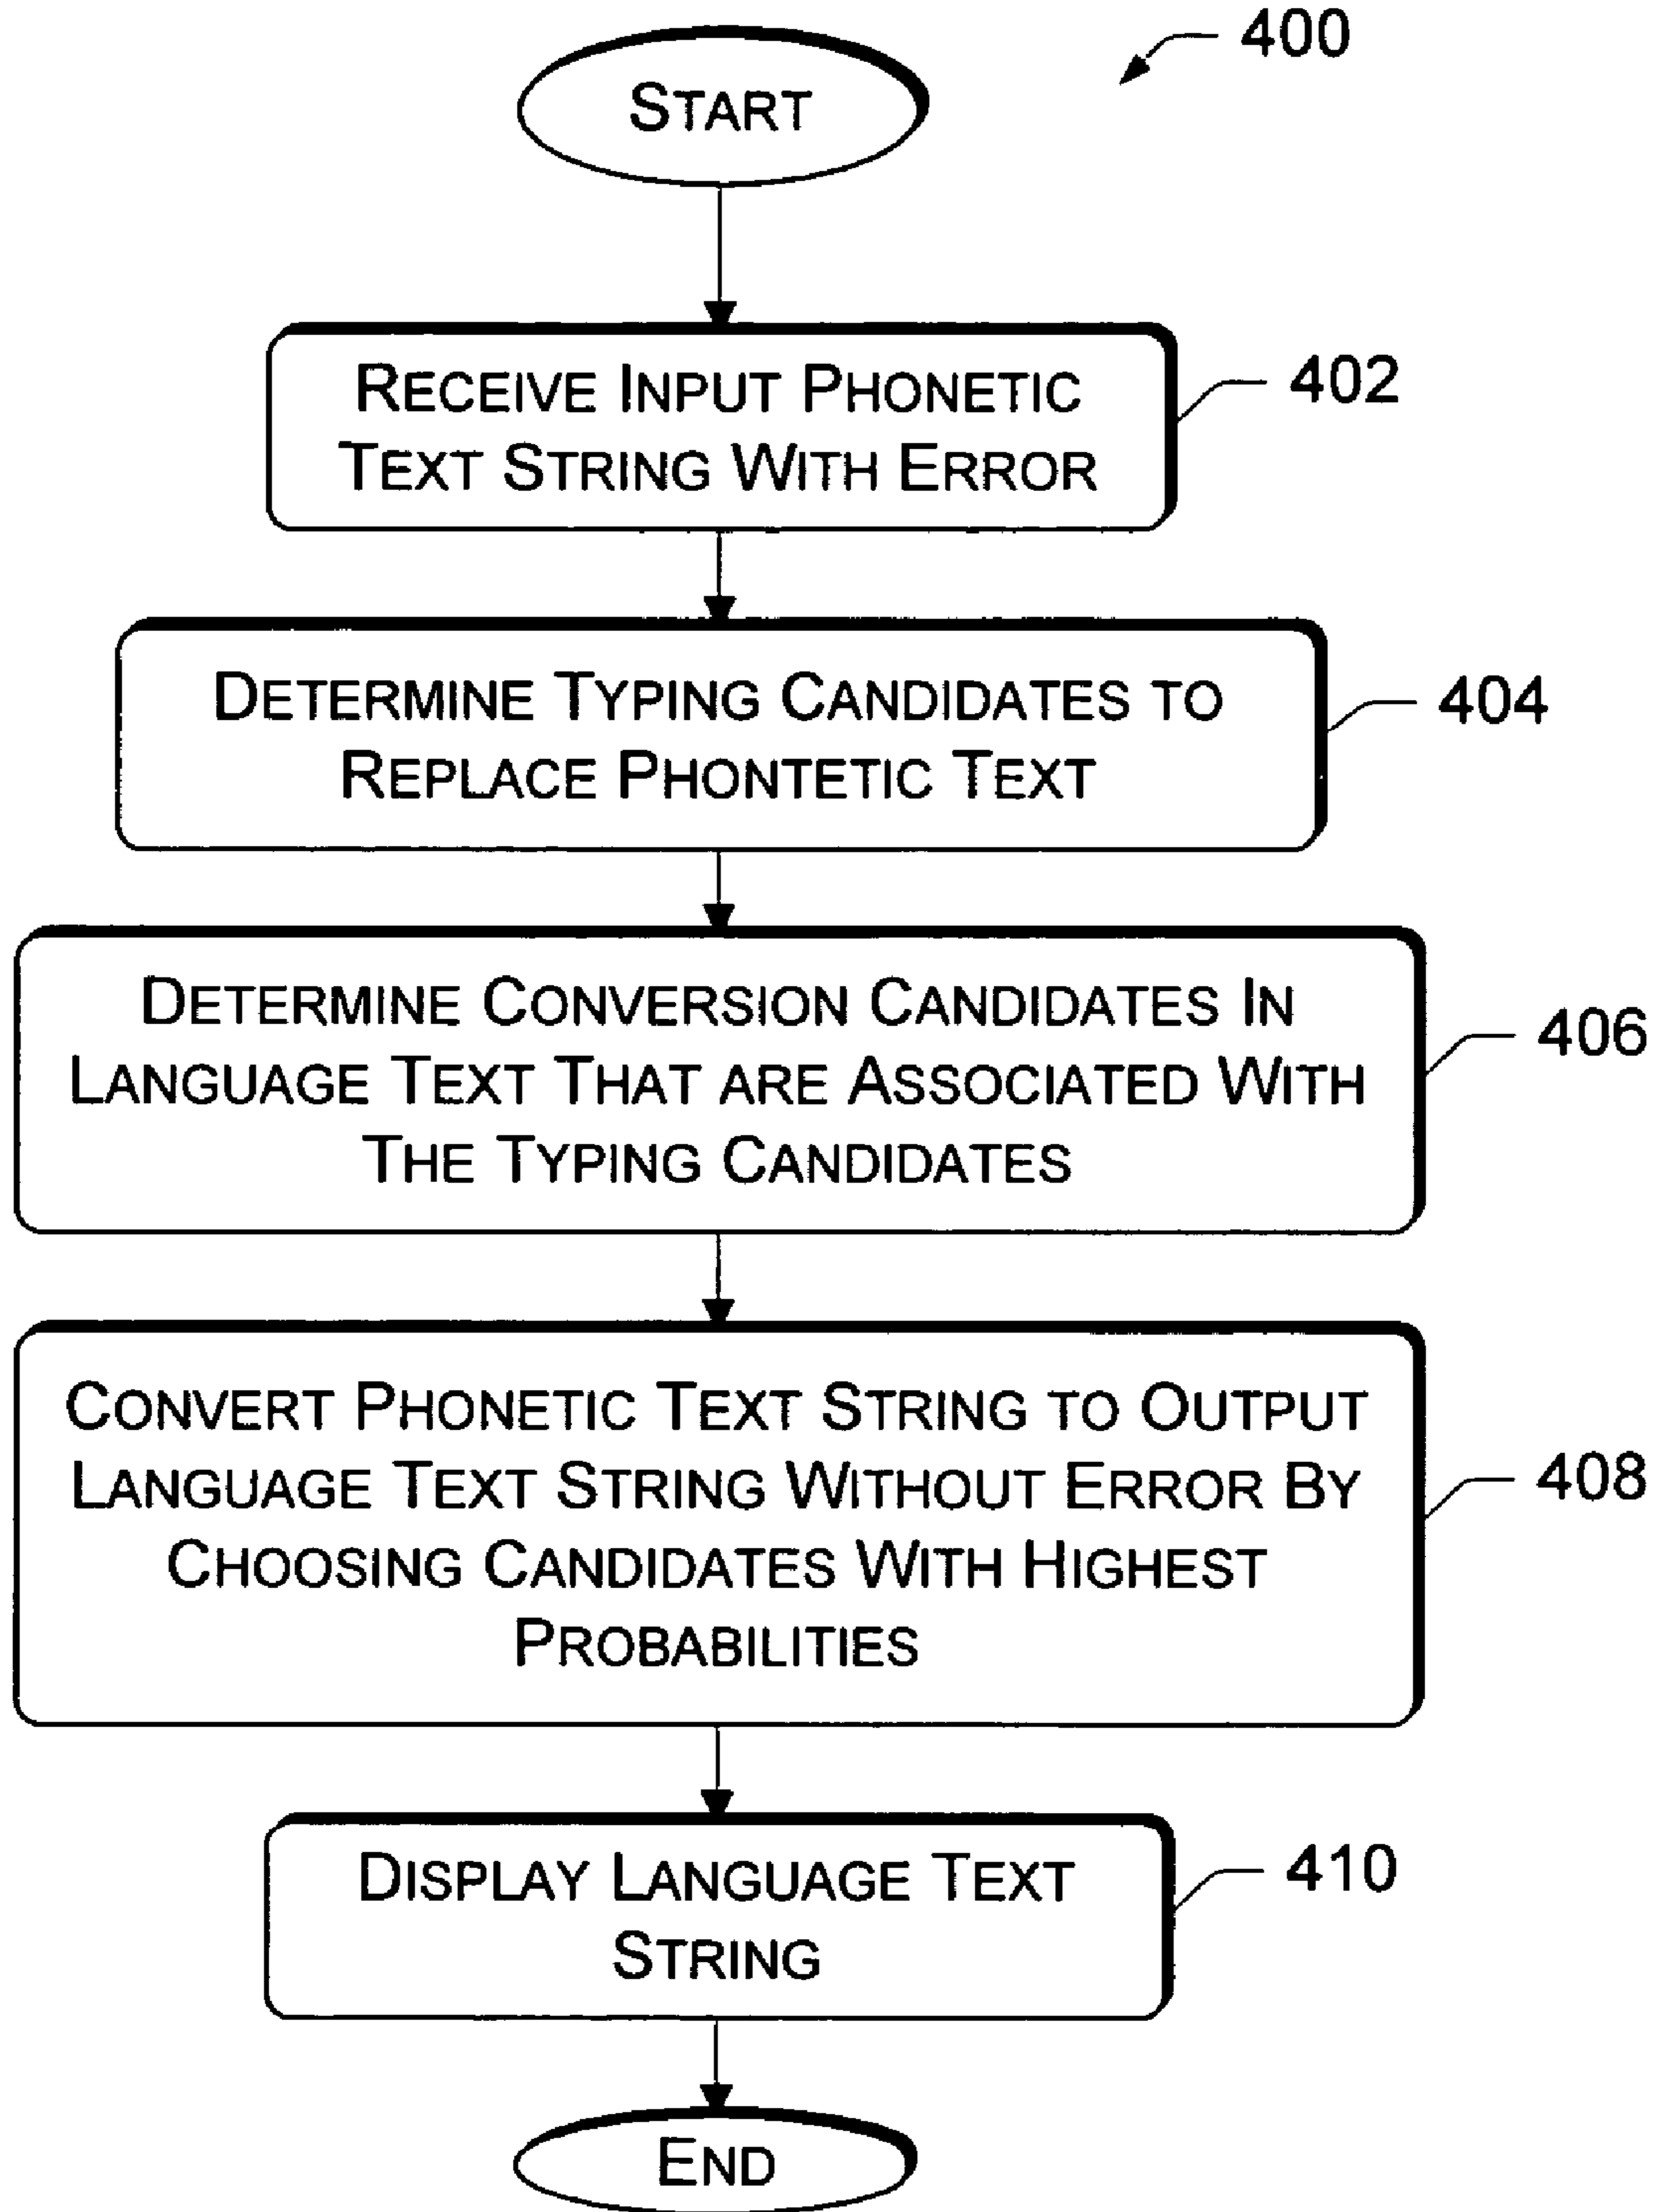 400
START
RECEIVE INPUT PHONETIC
TEXT STRING WITH ERROR
402
DETERMINE TYPING CANDIDATES TO
REPLACE PHONTETIC TEXT
404
DETERMINE CONVERSION CANDIDATES IN
LANGUAGE TEXT THAT ARE ASSOCIATED WITH
THE TYPING CANDIDATES
406
CONVERT PHONETIC TEXT STRING TO OUTPUT
LANGUAGE TEXT STRING WITHOUT ERROR BY
CHOOSING CANDIDATES WITH HIGHEST
PROBABILITIES
408
DISPLAY LANGUAGE TEXT
STRING
410
END